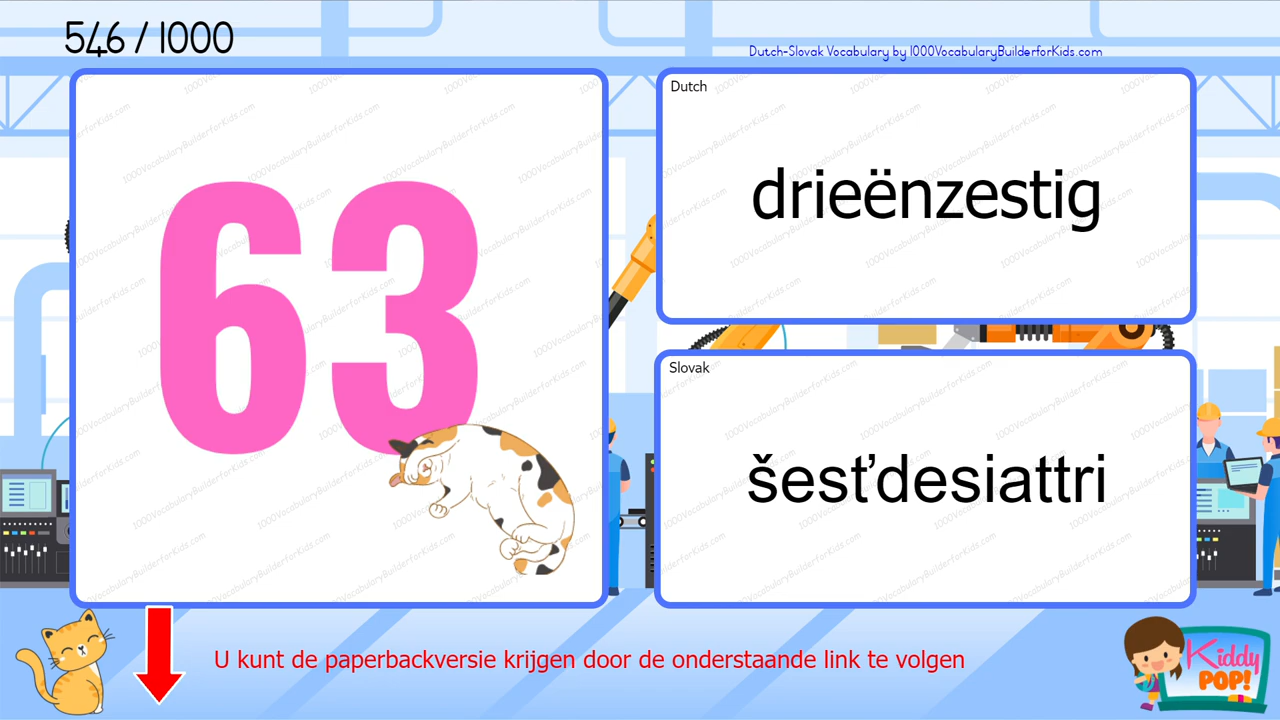 546 / 1000
Dutch-Slovak Vocabulary by 1000VocabularyBuilderforKids.com
63
Dutch
drieënzestig
Slovak
šesťdesiattri
U kunt de paperbackversie krijgen door de onderstaande link te volgen
Kiddy
POP!